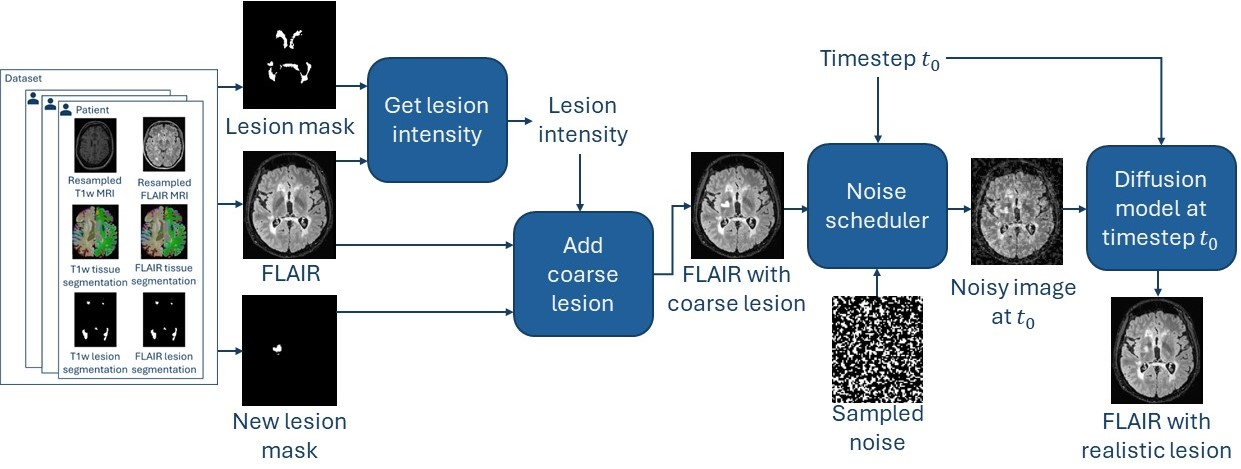 Dataset
Patient
Resampled
T1w MRI
Resampled
FLAIR MRI
T1w tissue
segmentation
FLAIR tissue
segmentation
T1w lesion
segmentation
FLAIR lesion
segmentation
Lesion mask
FLAIR
New lesion
mask
Get lesion
intensity
Lesion
intensity
Add
coarse
lesion
FLAIR with
coarse lesion
Timestep t₀
Noise
scheduler
Sampled
noise
Noisy image
at t₀
Diffusion
model at
timestep t₀
FLAIR with
realistic lesion